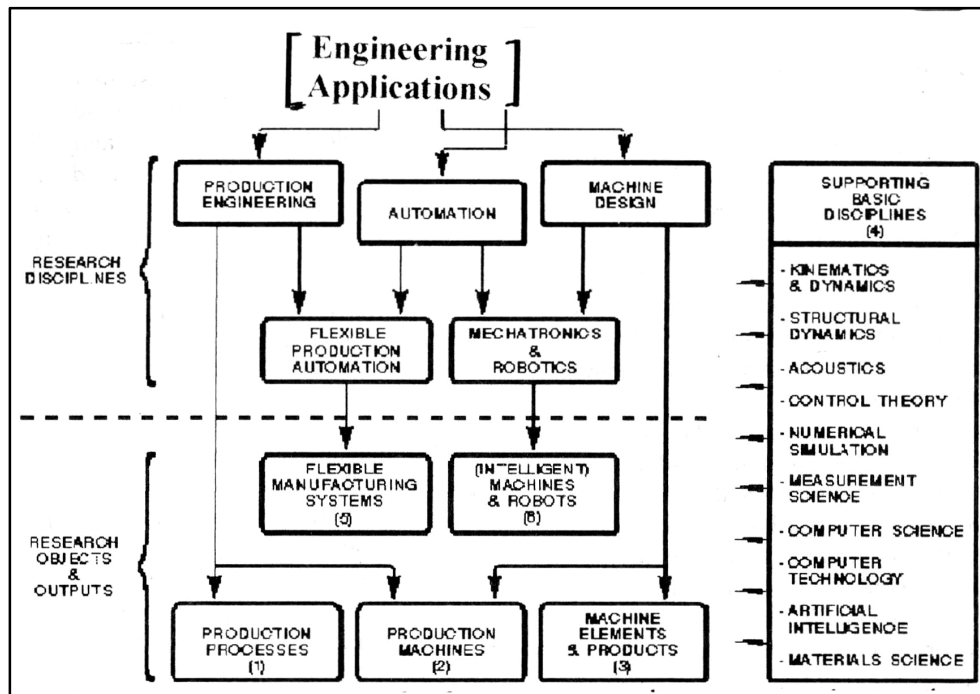 Engineering
Applications
PRODUCTION
ENGINEERING
AUTOMATION
MACHINE
DESIGN
RESEARCH
DISCIPLINES
FLEXIBLE
PRODUCTION
AUTOMATION
MECHATRONICS
&
ROBOTICS
FLEXIBLE
MANUFACTURING
SYSTEMS
(5)
(INTELLIGENT)
MACHINES
& ROBOTS
(6)
RESEARCH
OBJECTS
&
OUTPUTS
PRODUCTION
PROCESSES
(1)
PRODUCTION
MACHINES
(2)
MACHINE
ELEMENTS
& PRODUCTS
(3)
SUPPORTING
BASIC
DISCIPLINES
(4)
- KINEMATICS
& DYNAMICS
- STRUCTURAL
DYNAMICS
- ACOUSTICS
- CONTROL THEORY
- NUMERICAL
SIMULATION
- MEASUREMENT
SCIENCE
- COMPUTER SCIENCE
- COMPUTER
TECHNOLOGY
- ARTIFICIAL
INTELLIGENCE
- MATERIALS SCIENCE